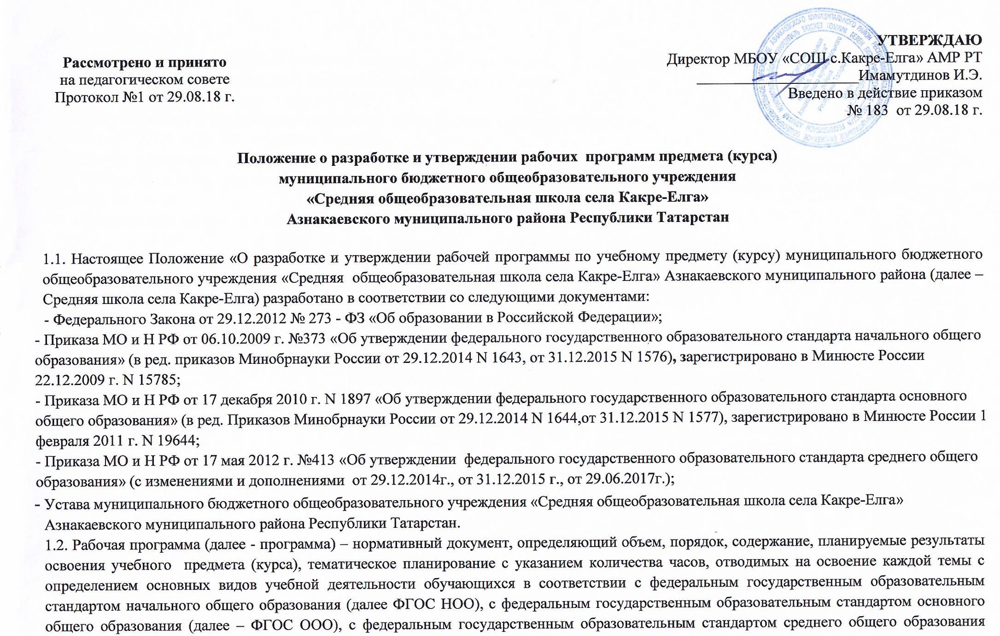 Рассмотрено и принято
на педагогическом совете
Протокол №1 от 29.08.18 г.
УТВЕРЖДАЮ
Директор МБОУ «СОШ с.Какре-Елга» АМР РТ
Имамутдинов И.Э.
Введено в действие приказом
№ 183 от 29.08.18 г.
Положение о разработке и утверждении рабочих программ предмета (курса)
муниципального бюджетного общеобразовательного учреждения
«Средняя общеобразовательная школа села Какре-Елга»
Азнакаевского муниципального района Республики Татарстан
1.1. Настоящее Положение «О разработке и утверждении рабочей программы по учебному предмету (курсу) муниципального бюджетного
общеобразовательного учреждения «Средняя общеобразовательная школа села Какре-Елга» Азнакаевского муниципального района (далее –
Средняя школа села Какре-Елга) разработано в соответствии со следующими документами:
- Федерального Закона от 29.12.2012 № 273 - ФЗ «Об образовании в Российской Федерации»;
- Приказа МО и Н РФ от 06.10.2009 г. №373 «Об утверждении федерального государственного образовательного стандарта начального общего
образования» (в ред. приказов Минобрнауки России от 29.12.2014 N 1643, от 31.12.2015 N 1576), зарегистрировано в Минюсте России
22.12.2009 г. N 15785;
- Приказа МО и Н РФ от 17 декабря 2010 г. N 1897 «Об утверждении федерального государственного образовательного стандарта основного
общего образования» (в ред. Приказов Минобрнауки России от 29.12.2014 N 1644,от 31.12.2015 N 1577), зарегистрировано в Минюсте России 1
февраля 2011 г. N 19644;
- Приказа МО и Н РФ от 17 мая 2012 г. №413 «Об утверждении федерального государственного образовательного стандарта среднего общего
образования» (с изменениями и дополнениями от 29.12.2014г., от 31.12.2015 г., от 29.06.2017г.);
- Устава муниципального бюджетного общеобразовательного учреждения «Средняя общеобразовательная школа села Какре-Елга»
Азнакаевского муниципального района Республики Татарстан.
1.2. Рабочая программа (далее - программа) – нормативный документ, определяющий объем, порядок, содержание, планируемые результаты
освоения учебного предмета (курса), тематическое планирование с указанием количества часов, отводимых на освоение каждой темы с
определением основных видов учебной деятельности обучающихся в соответствии с федеральным государственным образовательным
стандартом начального общего образования (далее ФГОС НОО), с федеральным государственным образовательным стандартом основного
общего образования (далее – ФГОС ООО), с федеральным государственным образовательным стандартом среднего общего образования